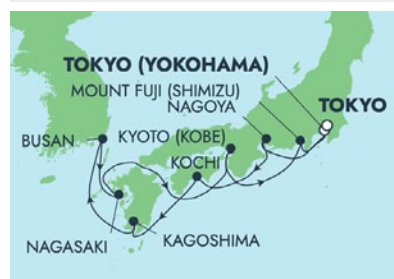 TOKYO (YOKOHAMA)
MOUNT FUJI (SHIMIZU)
NAGOYA
TOKYO
BUSAN
KYOTO (KOBE)
KOCHI
NAGASAKI
KAGOSHIMA